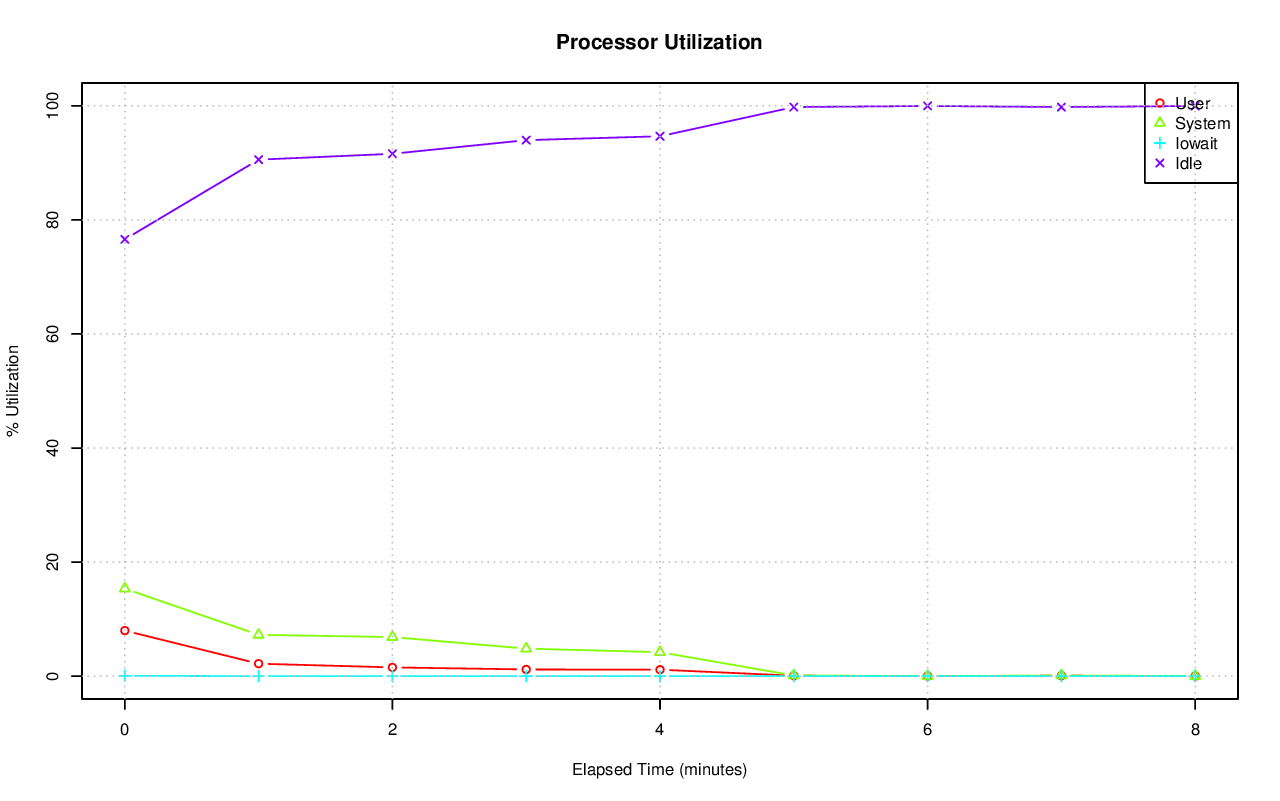 Processor Utilization
User
System
Iowait
Idle
% Utilization
100
80
60
40
20
0
0 2 4 6 8
Elapsed Time (minutes)